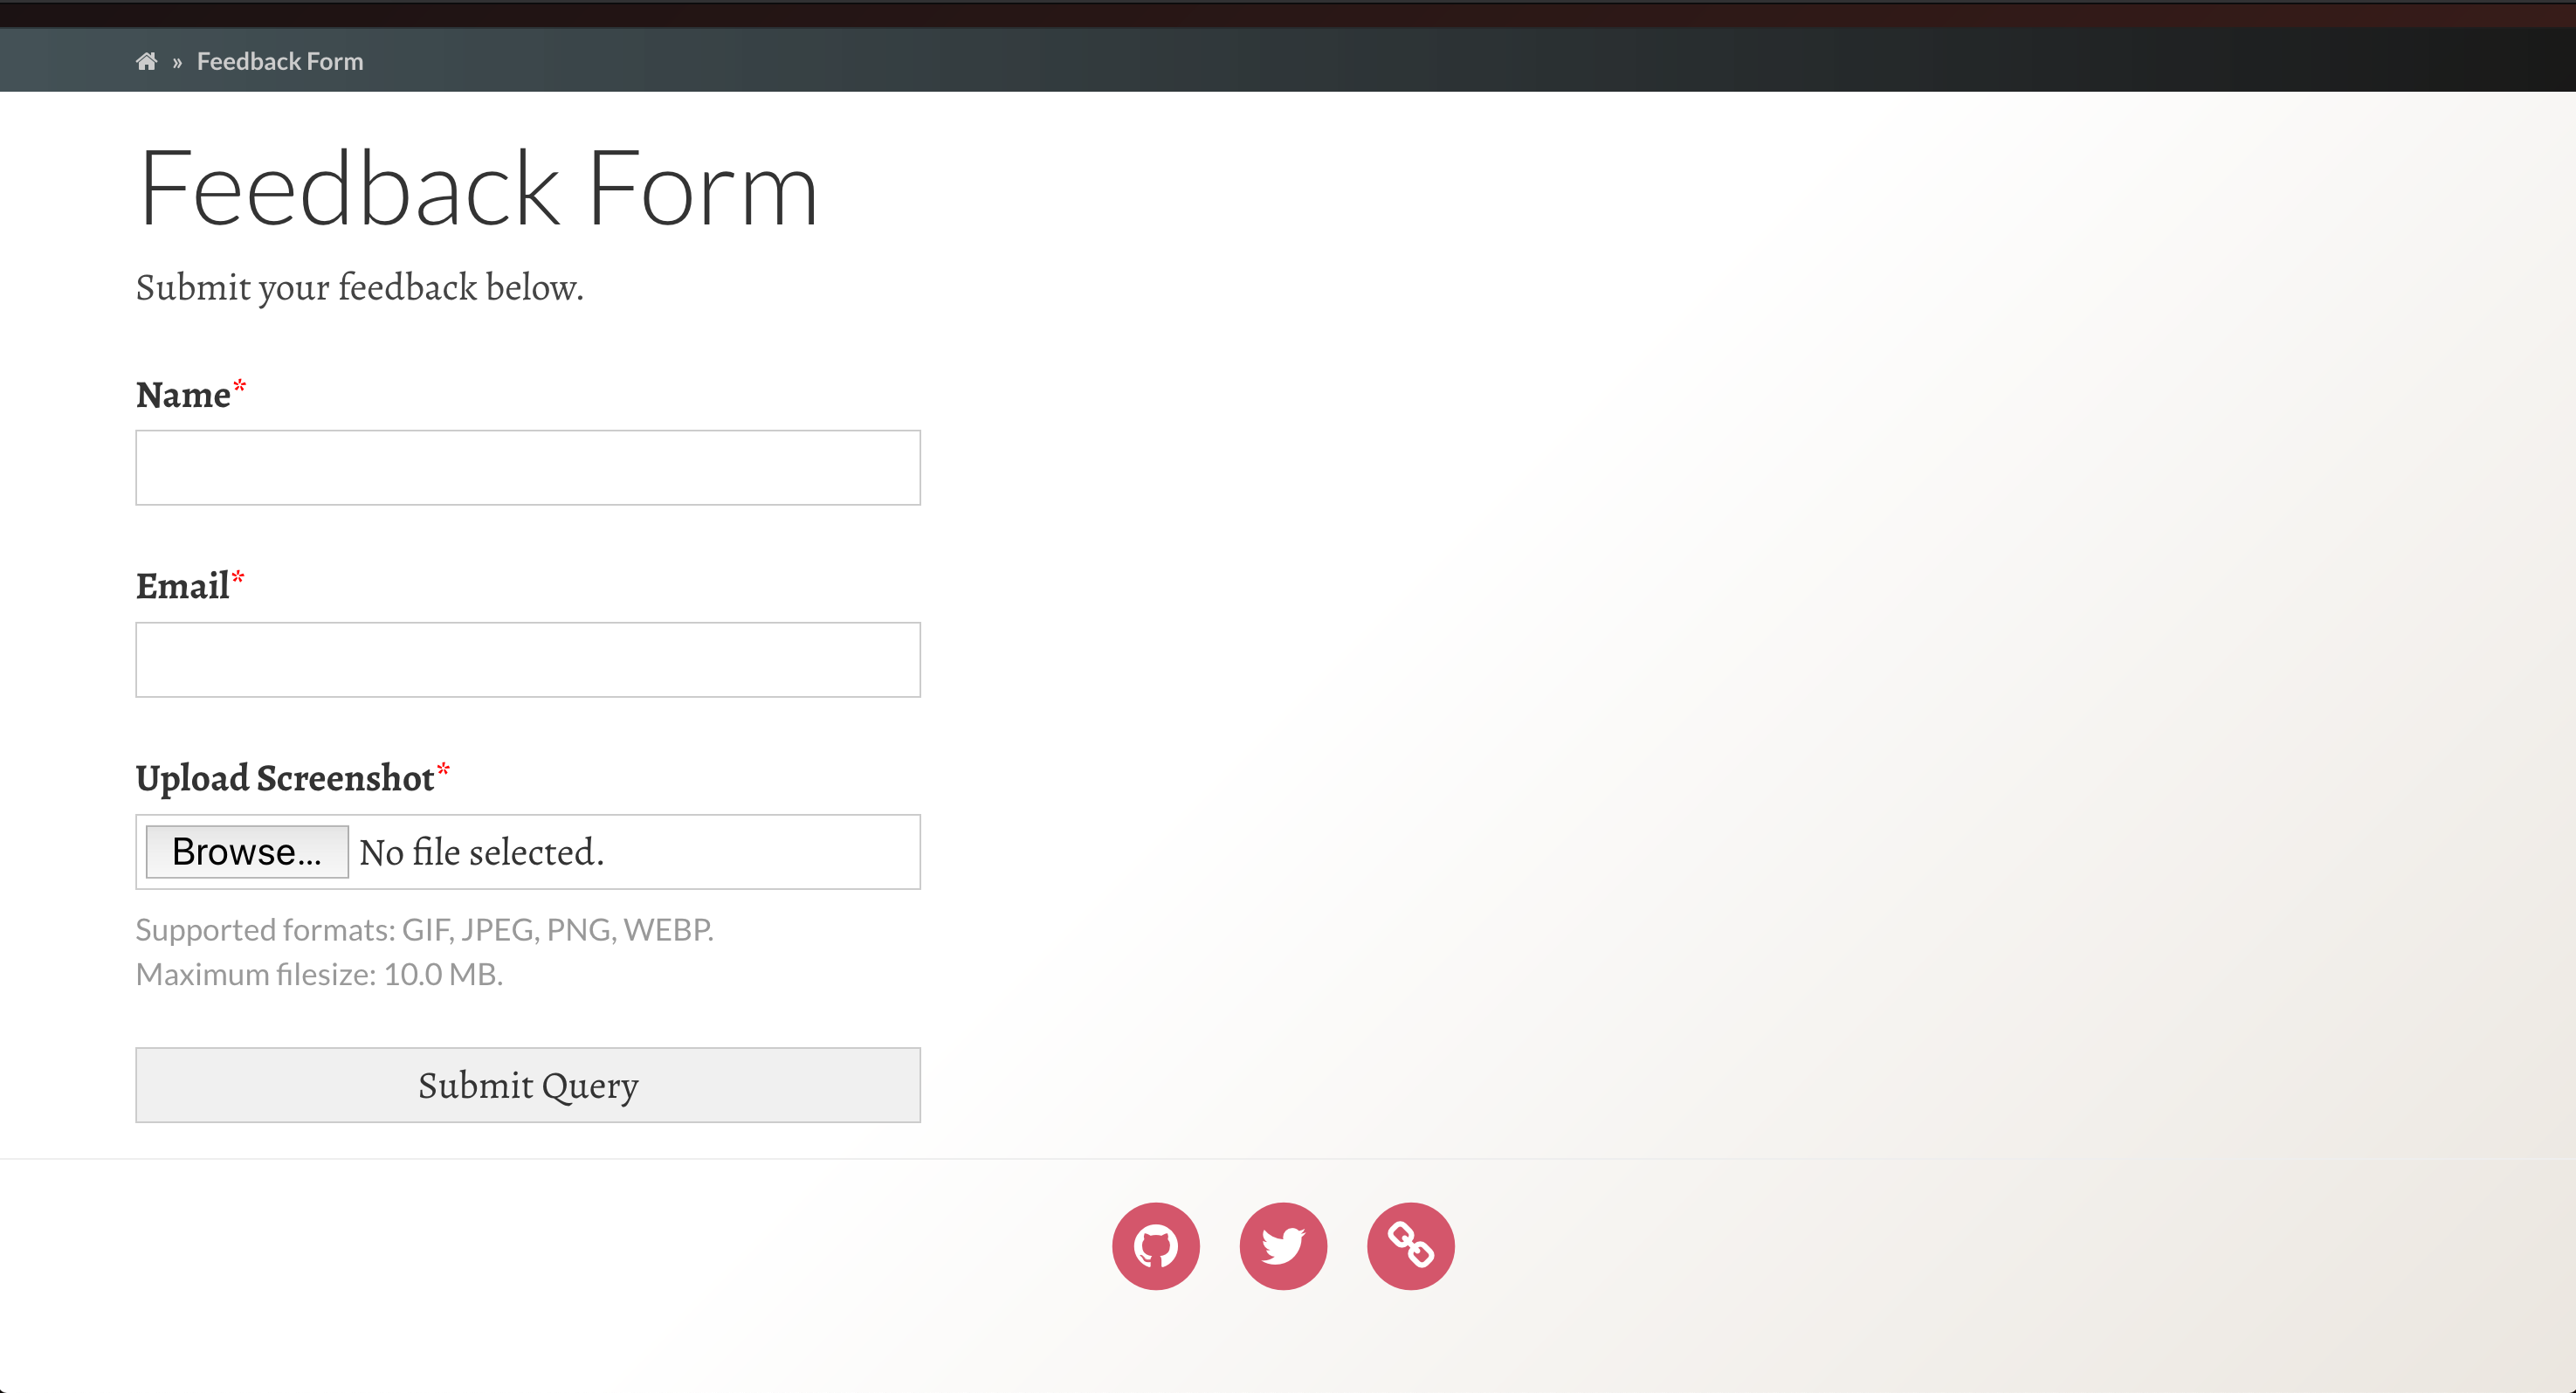 » Feedback Form
Feedback Form
Submit your feedback below.
Name*
Email*
Upload Screenshot*
Browse... No file selected.
Supported formats: GIF, JPEG, PNG, WEBP.
Maximum filesize: 10.0 MB.
Submit Query